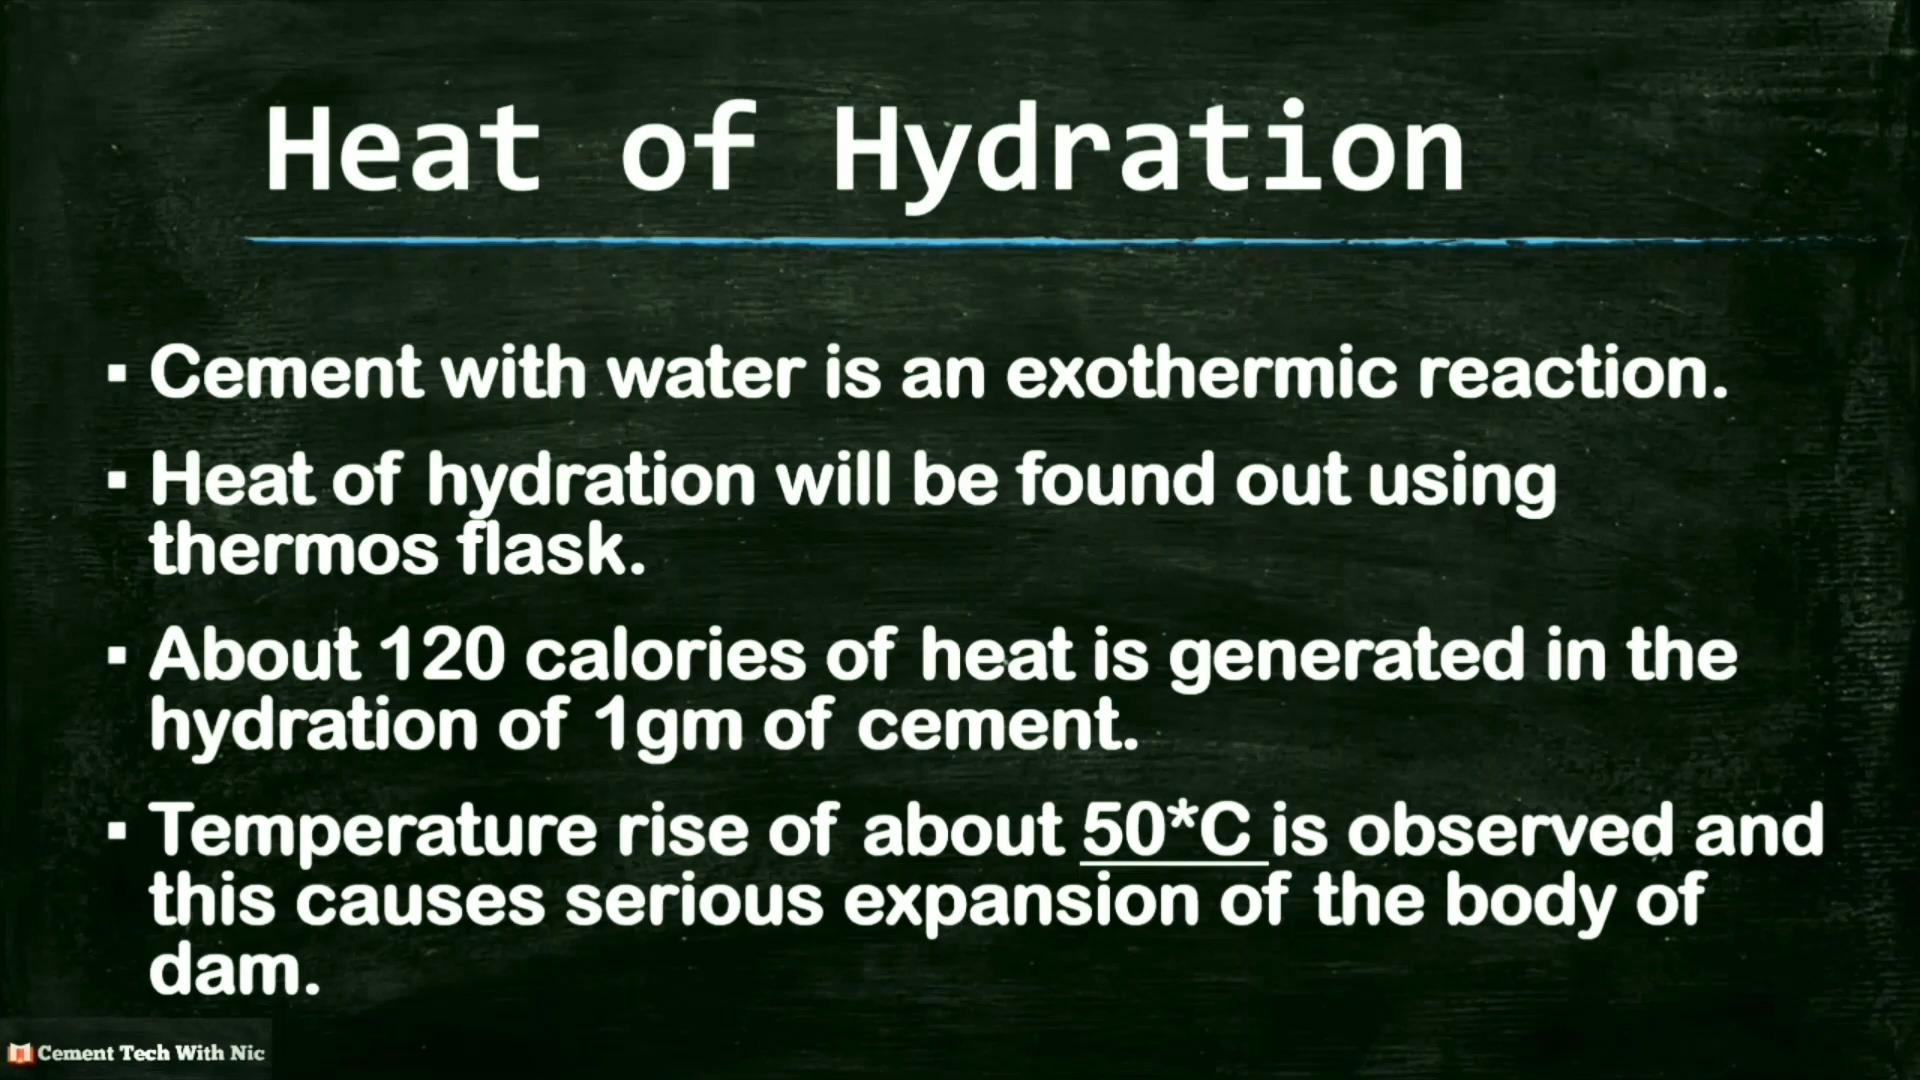 Heat of Hydration
▪ Cement with water is an exothermic reaction.
▪ Heat of hydration will be found out using
thermos flask.
▪ About 120 calories of heat is generated in the
hydration of 1gm of cement.
▪ Temperature rise of about 50*C is observed and
this causes serious expansion of the body of
dam.
Cement Tech With Nic